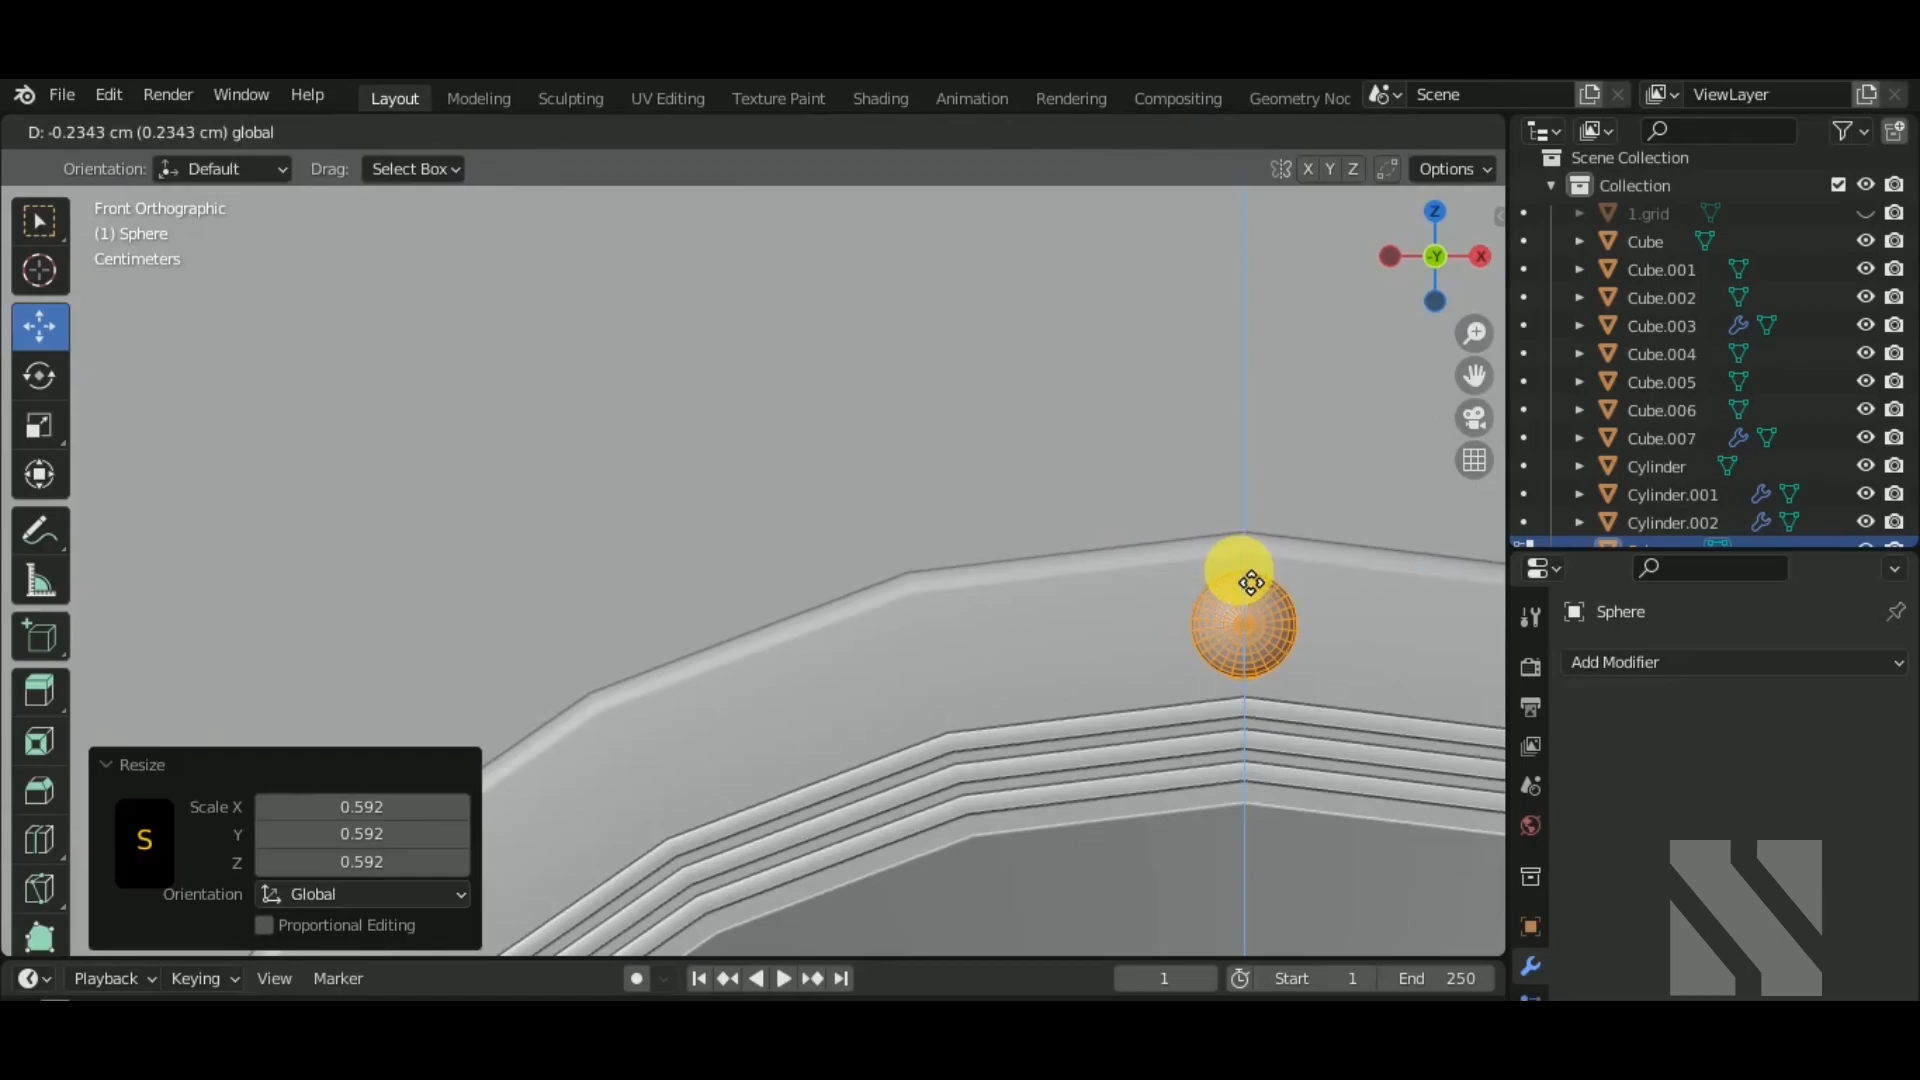 File Edit Render Window Help Layout Modeling Sculpting UV Editing Texture Paint Shading Animation Rendering Compositing Geometry Noc Scene ViewLayer
D: -0.2343 cm (0.2343 cm) global
Orientation: Default Drag: Select Box X Y Z Options
Front Orthographic
(1) Sphere
Centimeters
Z
-Y X
Scene Collection
Collection
1.grid
Cube
Cube.001
Cube.002
Cube.003
Cube.004
Cube.005
Cube.006
Cube.007
Cylinder
Cylinder.001
Cylinder.002
Sphere
Add Modifier
Resize
Scale X 0.592
Y 0.592
Z 0.592
S
Orientation Global
Proportional Editing
Playback Keying View Marker 1 Start 1 End 250